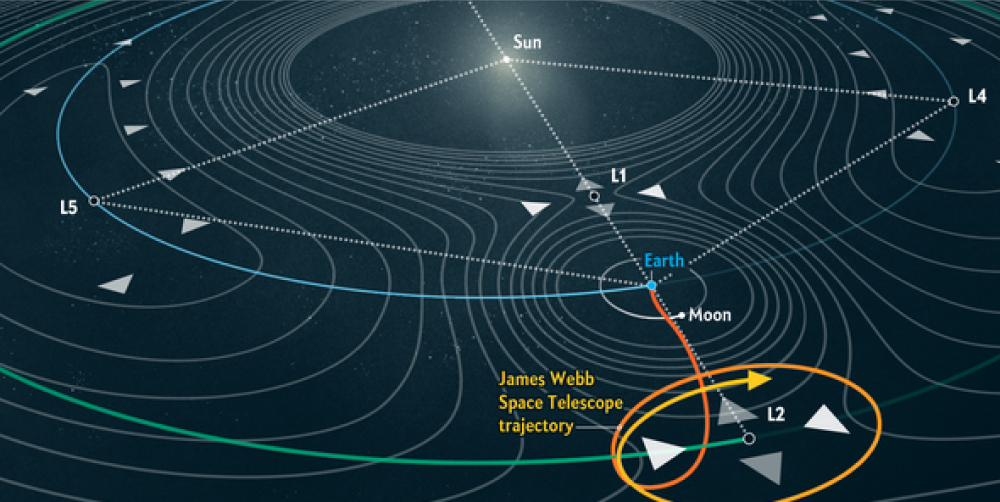 Sun
L4
L1
L5
Earth
Moon
James Webb
Space Telescope
trajectory
L2